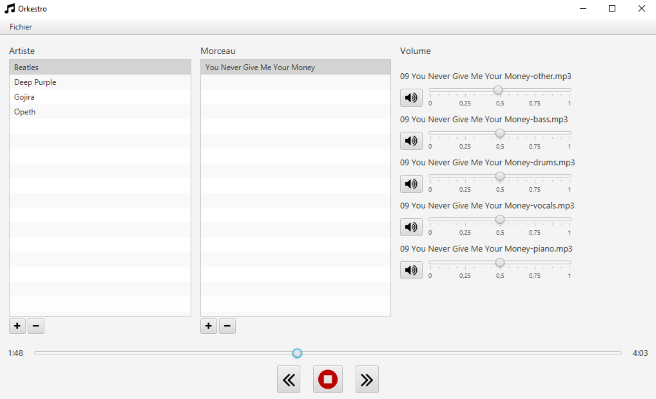 Orkestro
Fichier
Artiste
Beatles
Deep Purple
Gojira
Opeth
Morceau
You Never Give Me Your Money
Volume
09 You Never Give Me Your Money-other.mp3
0 0,25 0,5 0,75 1
09 You Never Give Me Your Money-bass.mp3
0 0,25 0,5 0,75 1
09 You Never Give Me Your Money-drums.mp3
0 0,25 0,5 0,75 1
09 You Never Give Me Your Money-vocals.mp3
0 0,25 0,5 0,75 1
09 You Never Give Me Your Money-piano.mp3
0 0,25 0,5 0,75 1
1:48 4:03